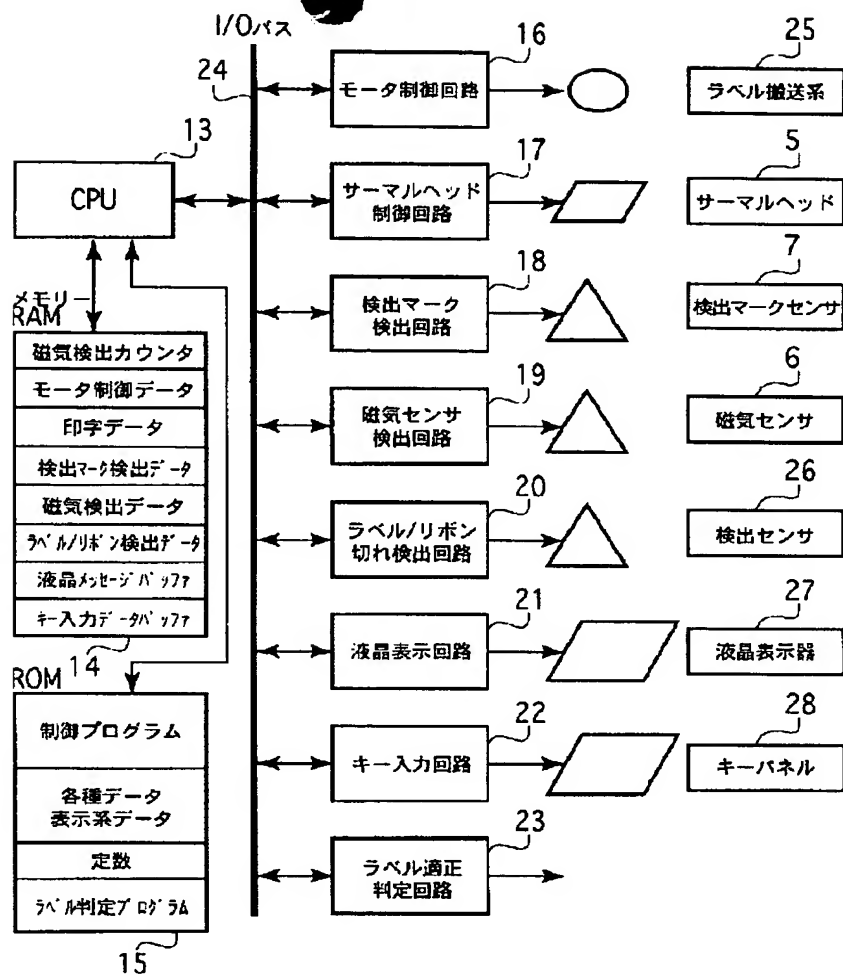 I/Oバス
24
16
モータ制御回路
25
ラベル搬送系
13
CPU
17
サーマルヘッド
制御回路
5
サーマルヘッド
18
検出マーク
検出回路
7
検出マークセンサ
メモリー
RAM
磁気検出カウンタ
モータ制御データ
印字データ
検出マーク検出データ
磁気検出データ
ラベル/リボン検出データ
液晶メッセージバッファ
キー入力データバッファ
14
19
磁気センサ
検出回路
6
磁気センサ
20
ラベル/リボン
切れ検出回路
26
検出センサ
21
液晶表示回路
27
液晶表示器
ROM
制御プログラム
各種データ
表示系データ
定数
ラベル判定プログラム
15
22
キー入力回路
28
キーパネル
23
ラベル適正
判定回路